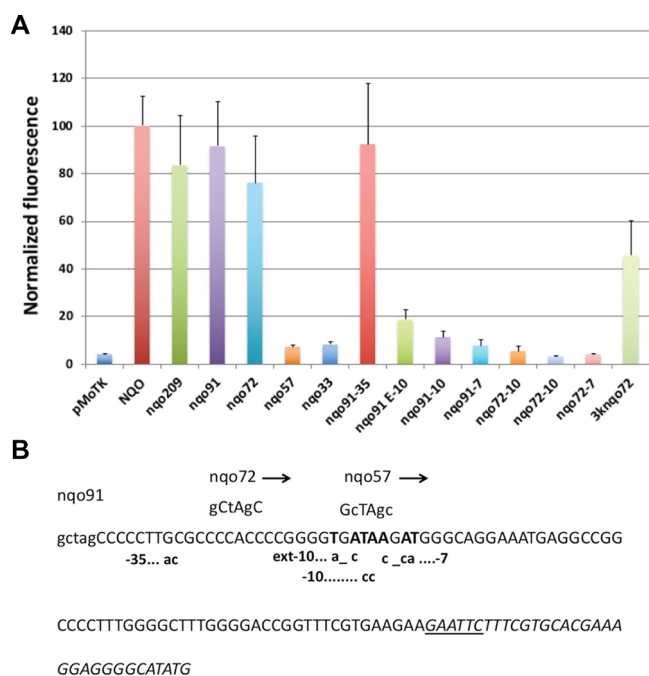 A
140
120
100
80
60
40
20
0
Normalized fluorescence
pMoTK NQO nqo209 nqo91 nqo72 nqo57 nqo33 nqo91-35 nqo91 E-10 nqo91-10 nqo91-7 nqo72-10 nqo72-10 nqo72-7 3knqo72
B
nqo72 → nqo57 →
nqo91
gCtAgC GcTAgc
gctagCCCCCTTGCGCCCCACCCCGGGGTGATAAGATGGGCAGGAAATGAGGCCGG
-35... ac ext-10... a_ c c _ca ....-7
-10........ cc
CCCCTTTGGGGCTTTGGGGACCGGTTTCGTGAAGAAGAATTCTTTCGTGCACGAAA
GGAGGGGCATATG